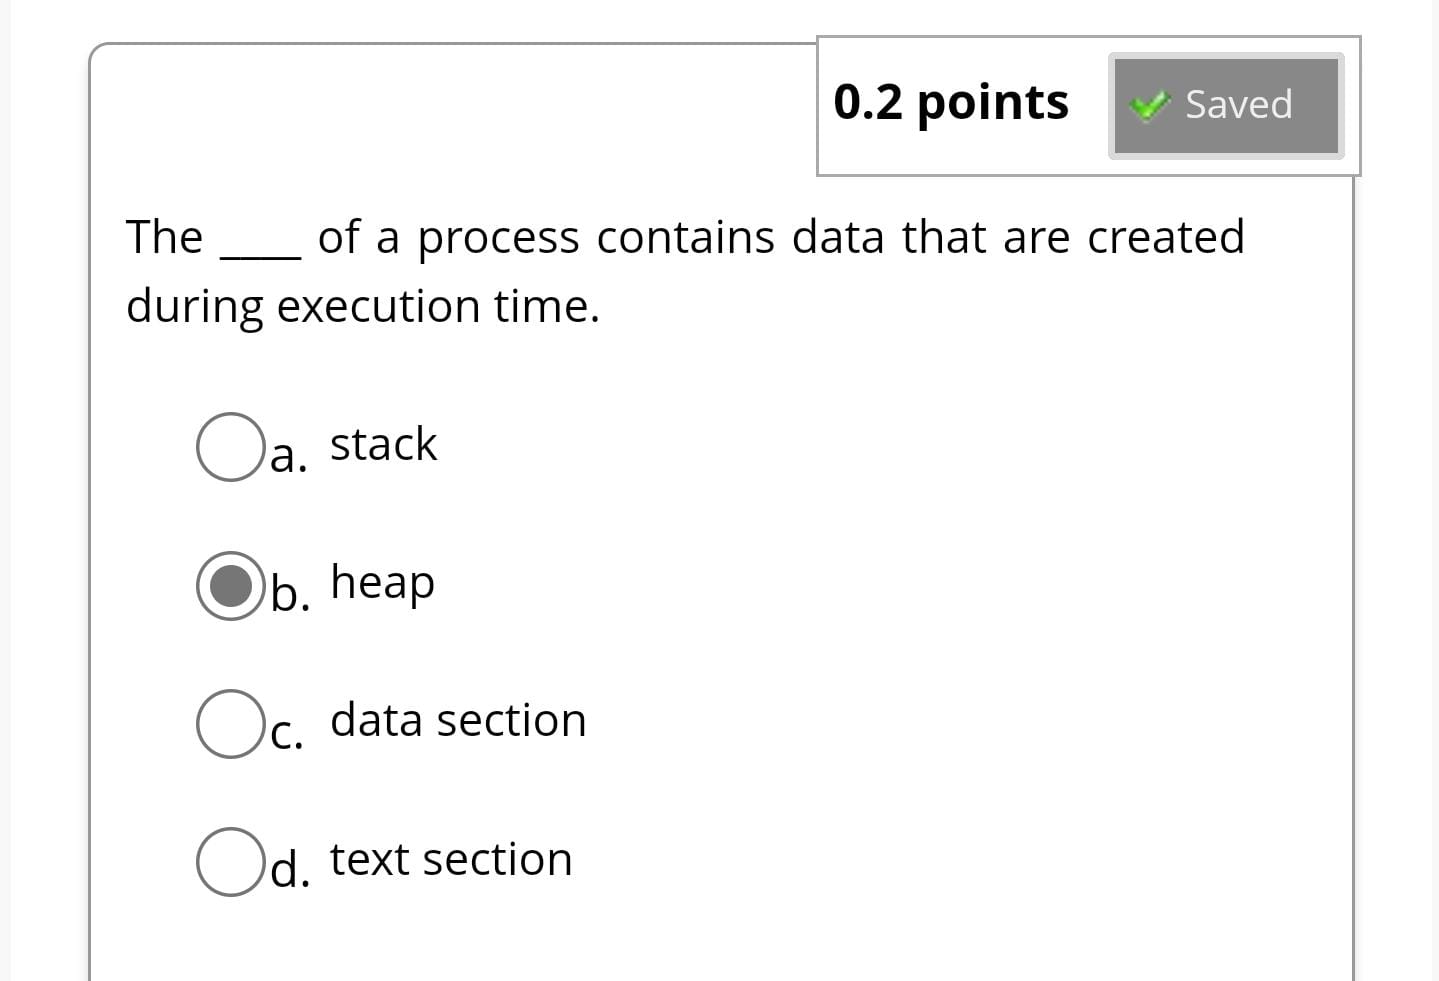 0.2 points
Saved
The ____ of a process contains data that are created
during execution time.
a. stack
b. heap
c. data section
d. text section